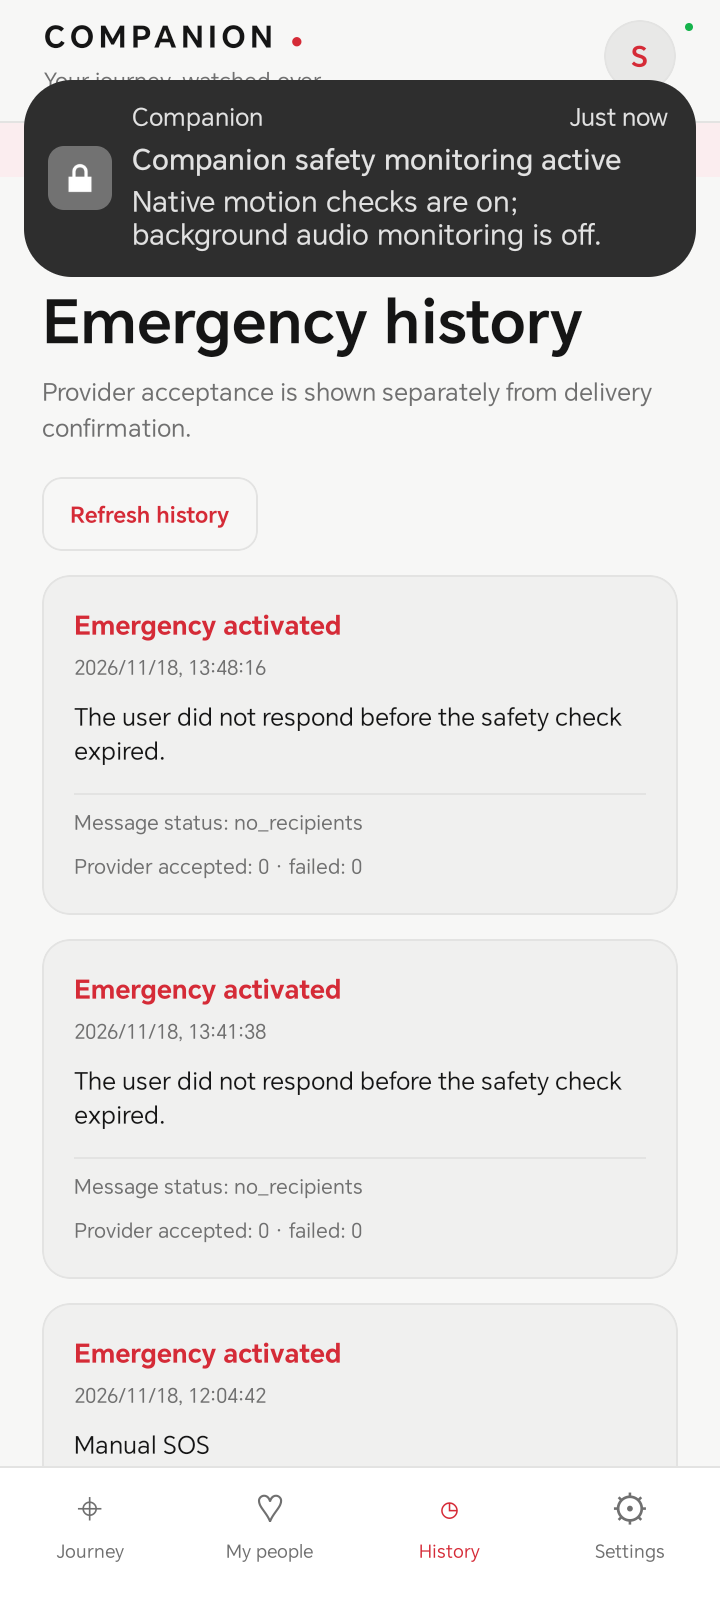 COMPANION
S
Your journey, watched over
Companion
Just now
Companion safety monitoring active
Native motion checks are on;
background audio monitoring is off.
Emergency history
Provider acceptance is shown separately from delivery
confirmation.
Refresh history
Emergency activated
2026/11/18, 13:48:16
The user did not respond before the safety check
expired.
Message status: no_recipients
Provider accepted: 0 · failed: 0
Emergency activated
2026/11/18, 13:41:38
The user did not respond before the safety check
expired.
Message status: no_recipients
Provider accepted: 0 · failed: 0
Emergency activated
2026/11/18, 12:04:42
Manual SOS
Journey
My people
History
Settings